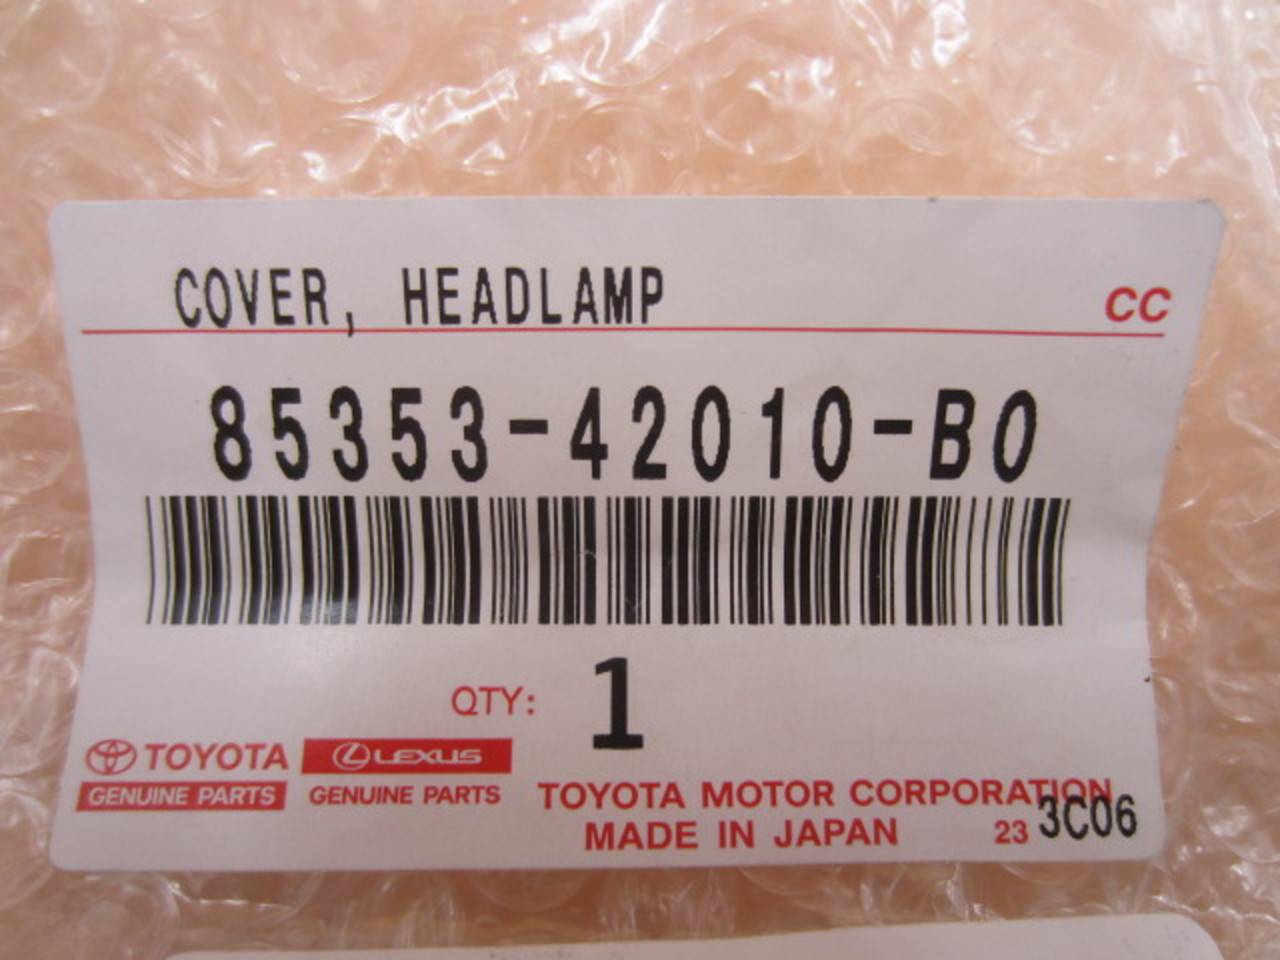 COVER, HEADLAMP
CC
85353-42010-B0
QTY: 1
TOYOTA
LEXUS
GENUINE PARTS
GENUINE PARTS
TOYOTA MOTOR CORPORATION
MADE IN JAPAN
23 3C06